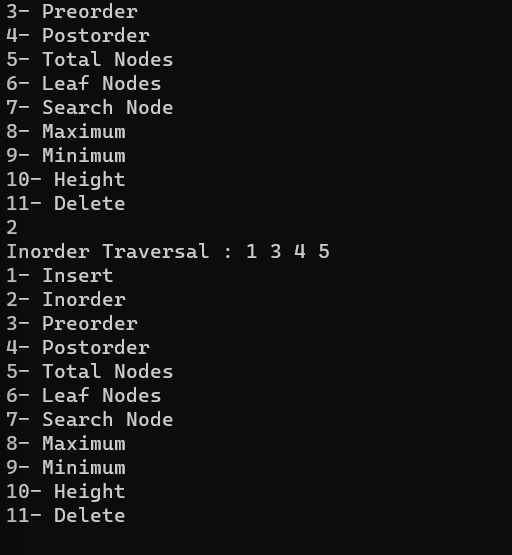 3- Preorder
4- Postorder
5- Total Nodes
6- Leaf Nodes
7- Search Node
8- Maximum
9- Minimum
10- Height
11- Delete
2
Inorder Traversal : 1 3 4 5
1- Insert
2- Inorder
3- Preorder
4- Postorder
5- Total Nodes
6- Leaf Nodes
7- Search Node
8- Maximum
9- Minimum
10- Height
11- Delete